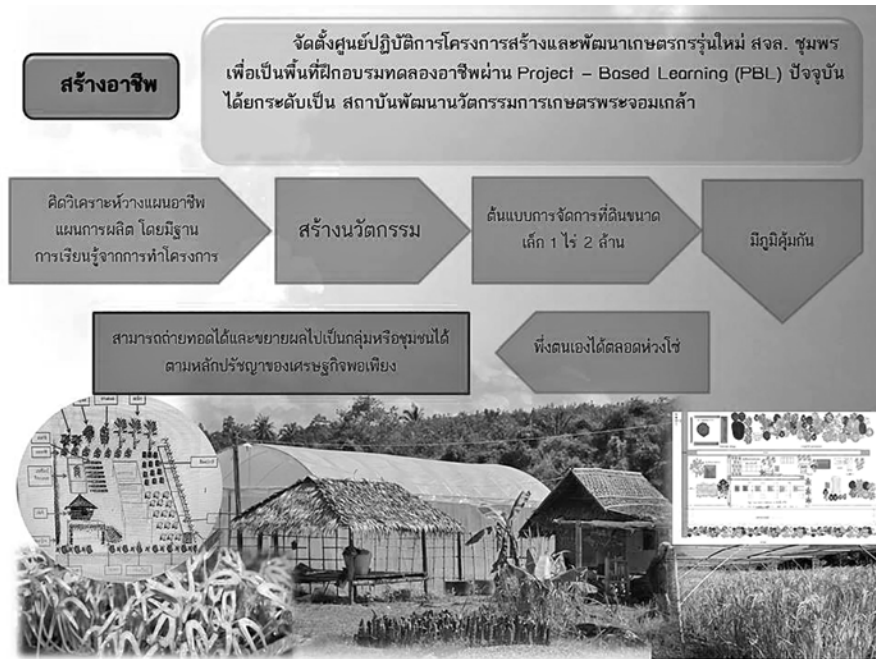 สร้างอาชีพ
จัดตั้งศูนย์ปฏิบัติการโครงการสร้างและพัฒนาเกษตรกรรุ่นใหม่ สจล. ชุมพร
เพื่อเป็นพื้นที่ฝึกอบรมทดลองอาชีพผ่าน Project – Based Learning (PBL) ปัจจุบัน
ได้ยกระดับเป็น สถาบันพัฒนานวัตกรรมการเกษตรพระจอมเกล้า
คิดวิเคราะห์วางแผนอาชีพ
แผนการผลิต โดยมีฐาน
การเรียนรู้จากการทำโครงการ
สร้างนวัตกรรม
ต้นแบบการจัดการที่ดินขนาด
เล็ก 1 ไร่ 2 ล้าน
มีภูมิคุ้มกัน
พึ่งตนเองได้ตลอดห่วงโซ่
สามารถถ่ายทอดได้และขยายผลไปเป็นกลุ่มหรือชุมชนได้
ตามหลักปรัชญาของเศรษฐกิจพอเพียง